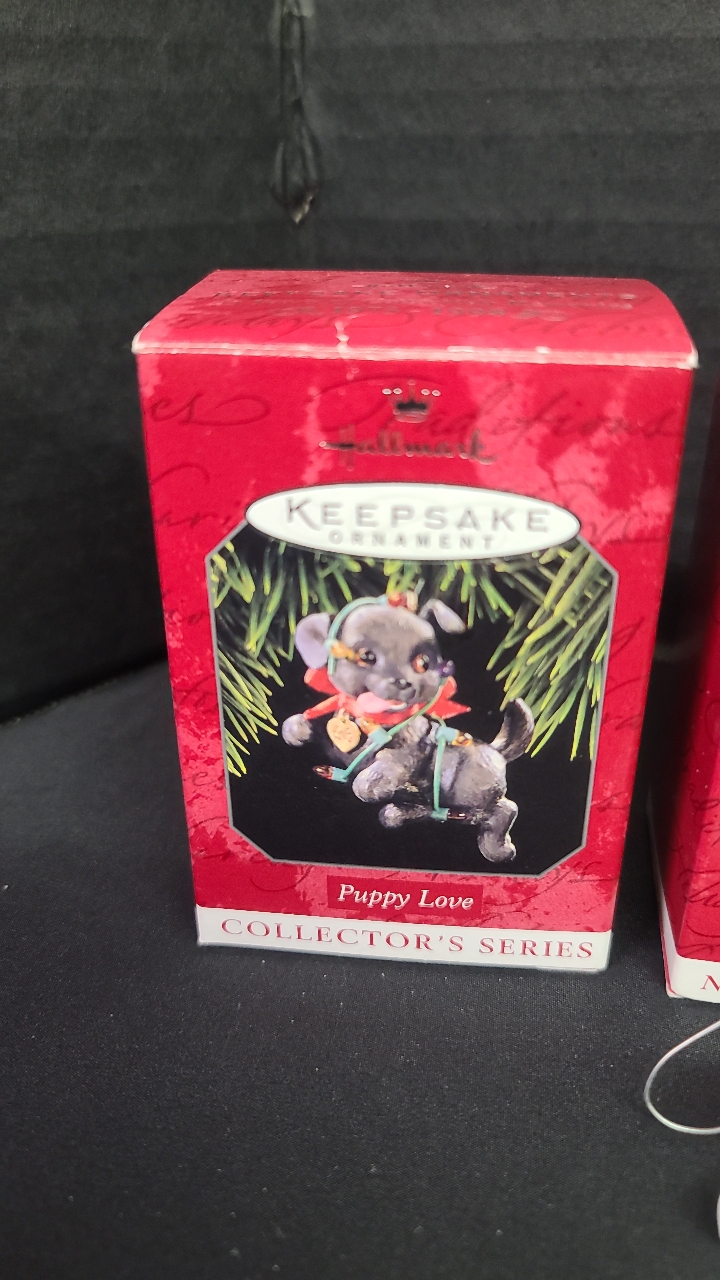 Hallmark
KEEPSAKE
ORNAMENT
Puppy Love
COLLECTOR'S SERIES